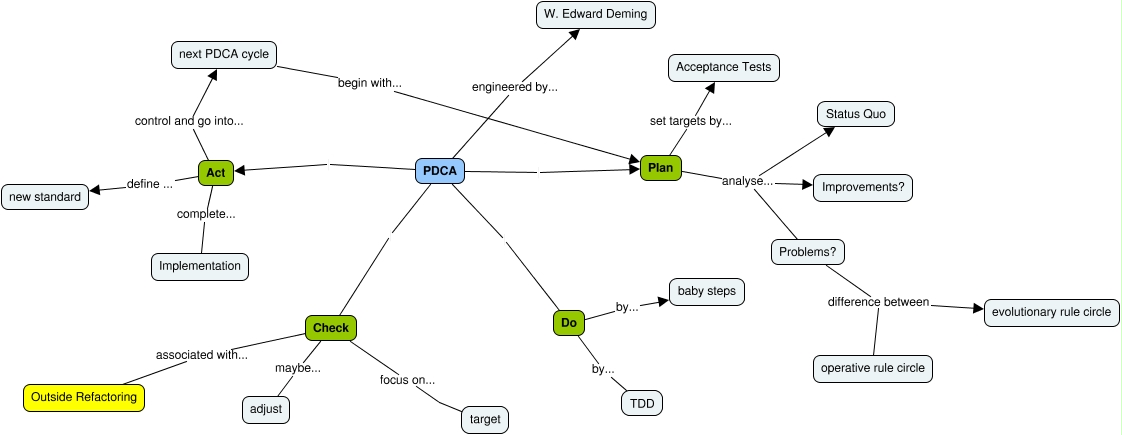 W. Edward Deming
next PDCA cycle
Acceptance Tests
begin with...
engineered by...
Status Quo
control and go into...
set targets by...
Act
PDCA
Plan
analyse...
Improvements?
define ...
new standard
complete...
Problems?
Implementation
baby steps
difference between
by...
evolutionary rule circle
Check
Do
associated with...
maybe...
by...
operative rule circle
focus on...
Outside Refactoring
adjust
TDD
target